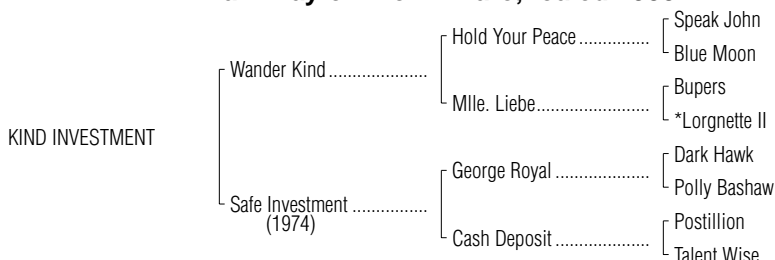 Speak John
Hold Your Peace ...............
Blue Moon
Wander Kind .....................
Bupers
Mlle. Liebe........................
*Lorgnette II
KIND INVESTMENT
Dark Hawk
George Royal ....................
Polly Bashaw
Safe Investment ................
(1974)
Postillion
Cash Deposit ....................
Talent Wise